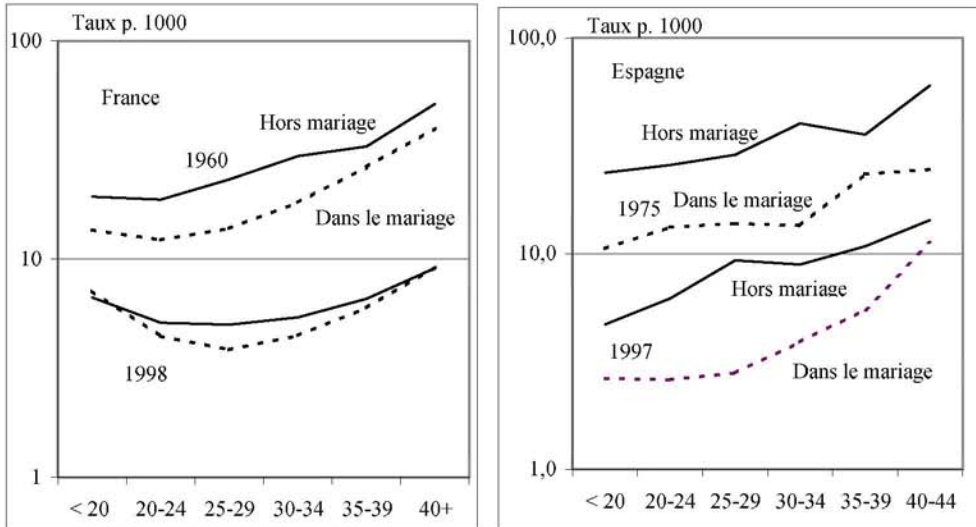 Taux p. 1000
100
France
Hors mariage
1960
Dans le mariage
10
1998
1
< 20 20-24 25-29 30-34 35-39 40+
Taux p. 1000
100,0
Espagne
Hors mariage
1975
Dans le mariage
10,0
Hors mariage
1997
Dans le mariage
1,0
< 20 20-24 25-29 30-34 35-39 40-44